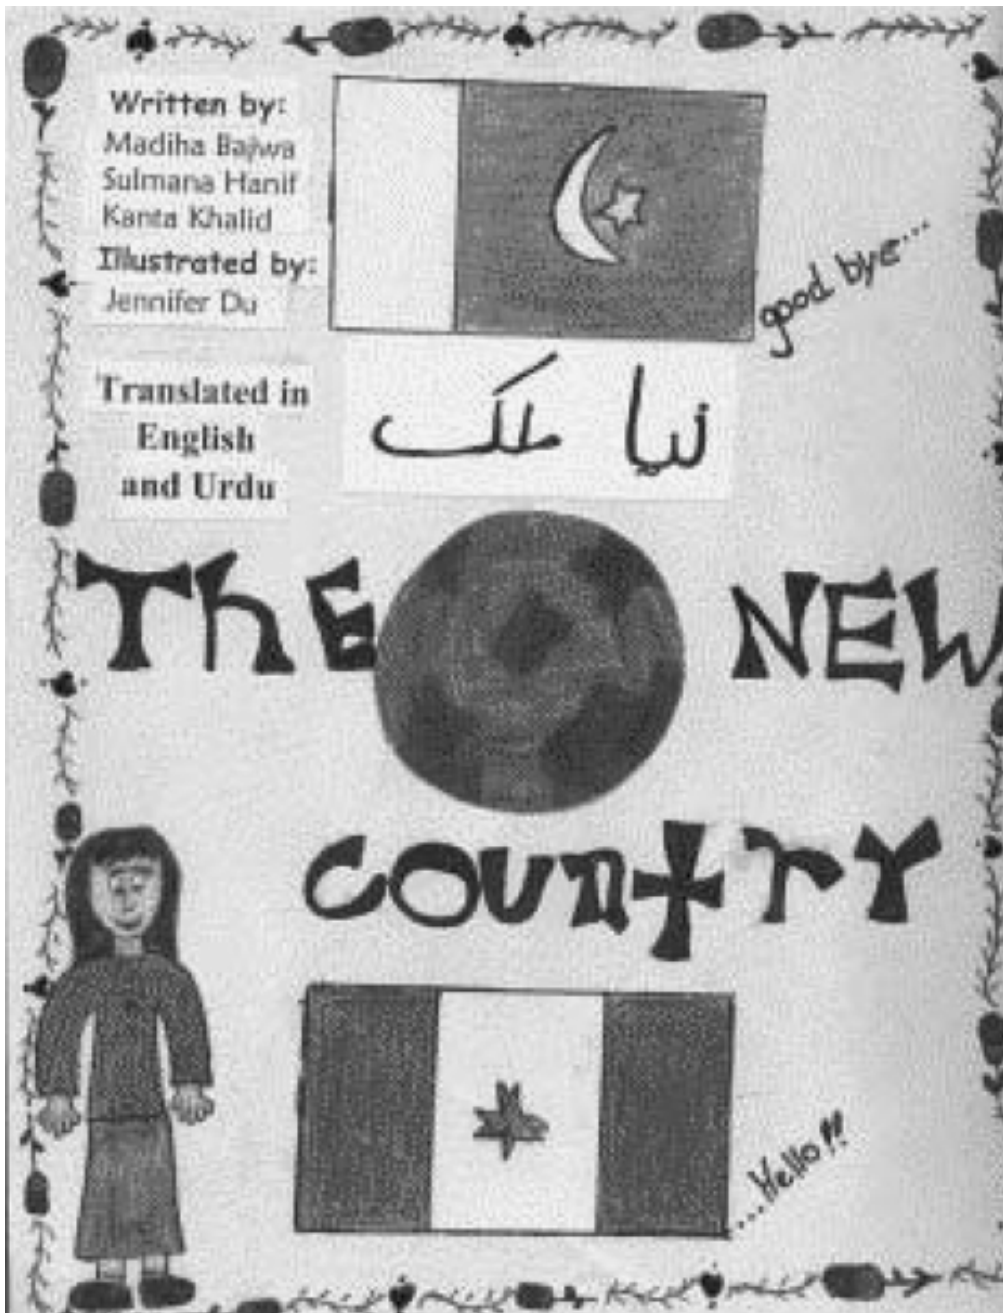 Written by:
Madiha Bajwa
Sulmana Hanif
Kanta Khalid
Illustrated by:
Jennifer Du
good bye...
Translated in
English
and Urdu
نیا ملک
The NEW
COUNTRY
....Hello!!